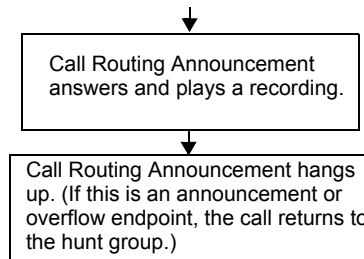 Call Routing Announcement
answers and plays a recording.
Call Routing Announcement hangs
up. (If this is an announcement or
overflow endpoint, the call returns to
the hunt group.)